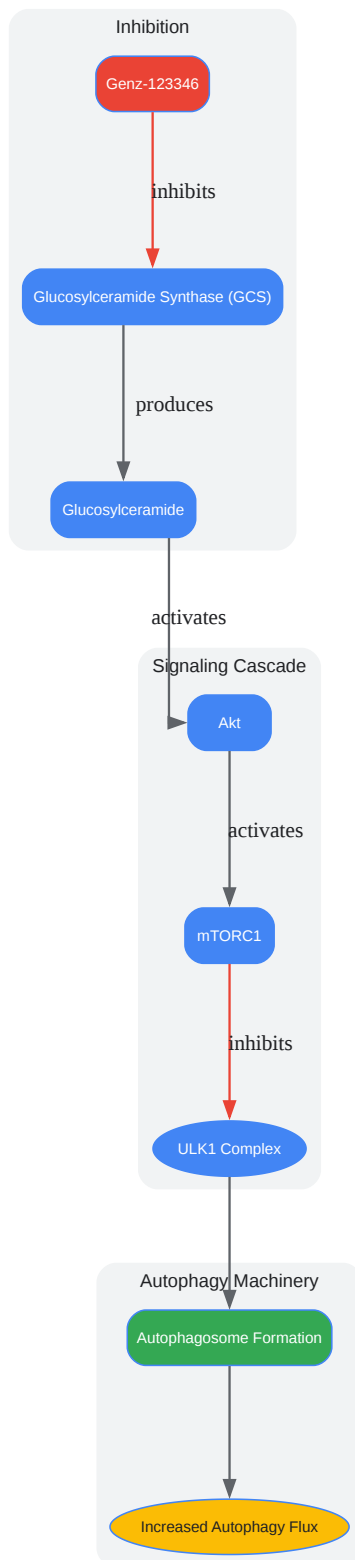 Inhibition
Genz-123346
inhibits
Glucosylceramide Synthase (GCS)
produces
Glucosylceramide
activates
Signaling Cascade
Akt
activates
mTORC1
inhibits
ULK1 Complex
Autophagy Machinery
Autophagosome Formation
Increased Autophagy Flux